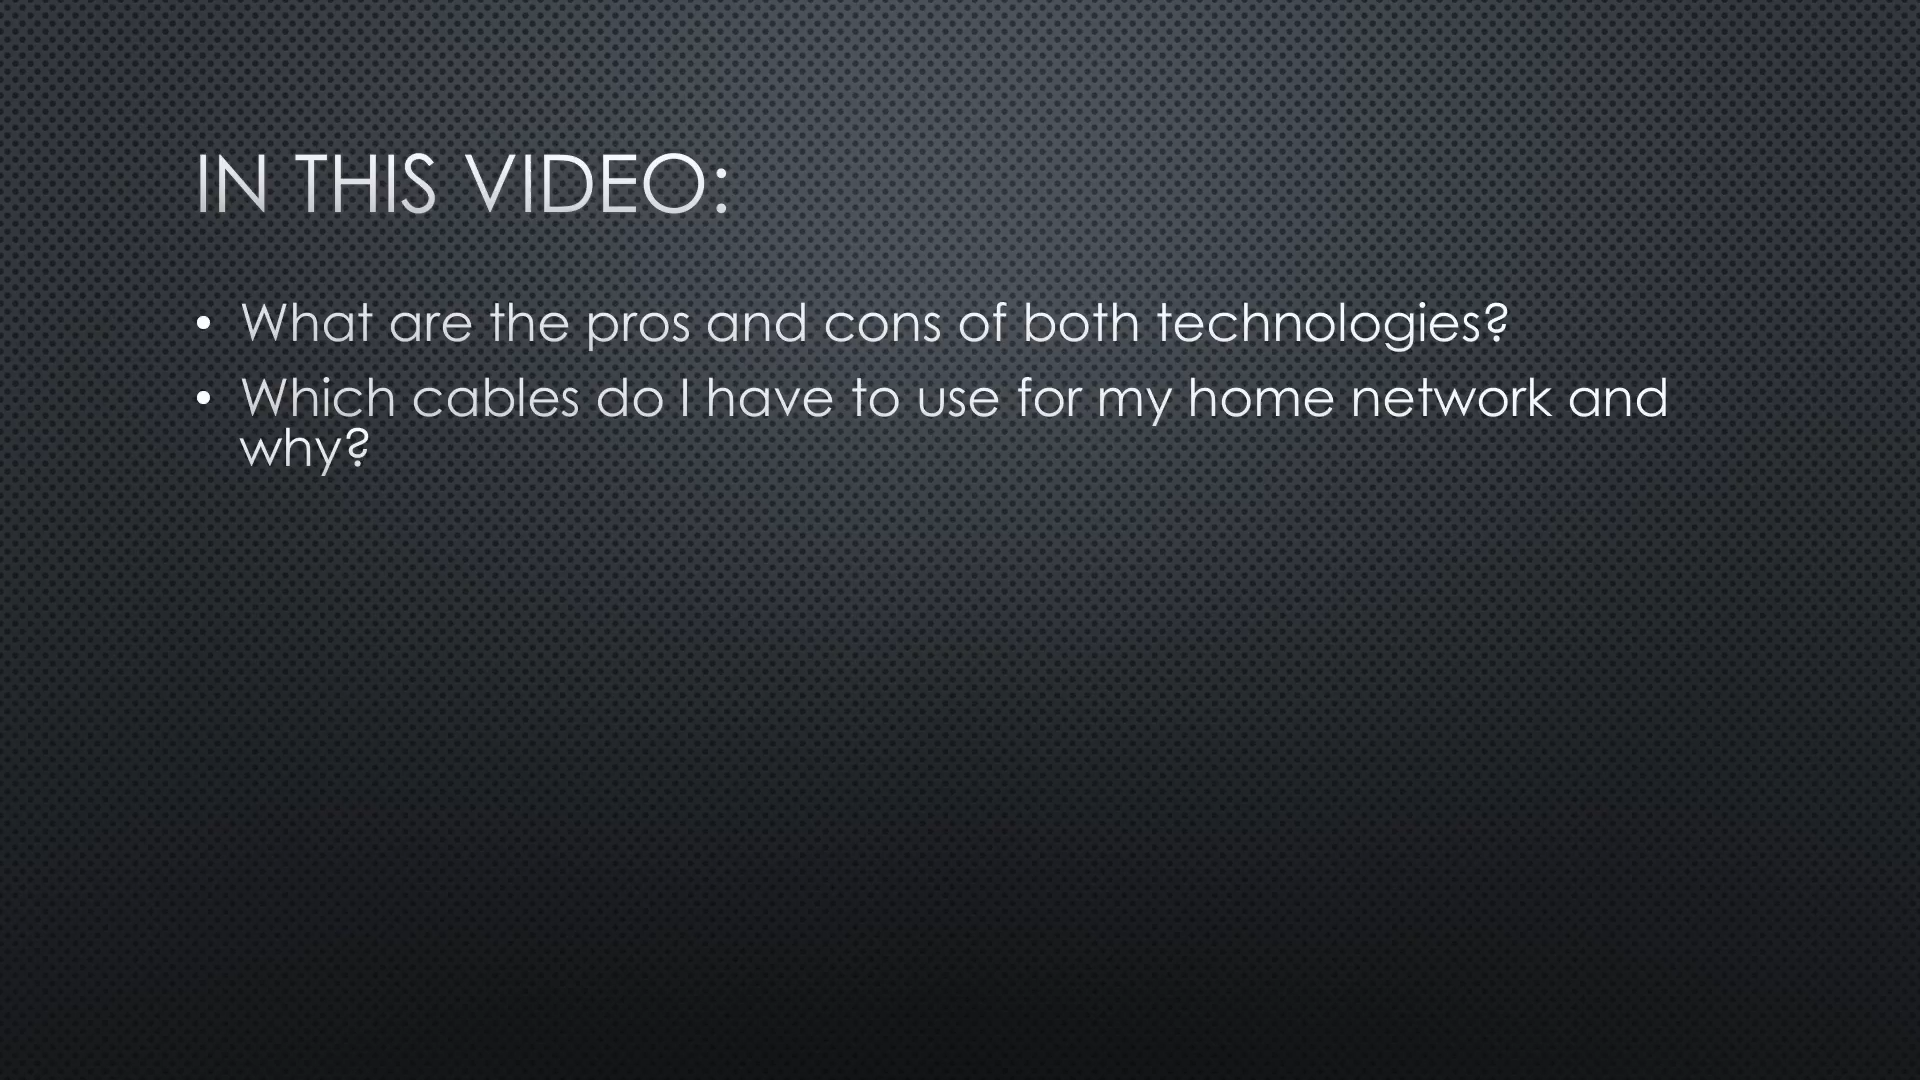 IN THIS VIDEO:
• What are the pros and cons of both technologies?
• Which cables do I have to use for my home network and
why?